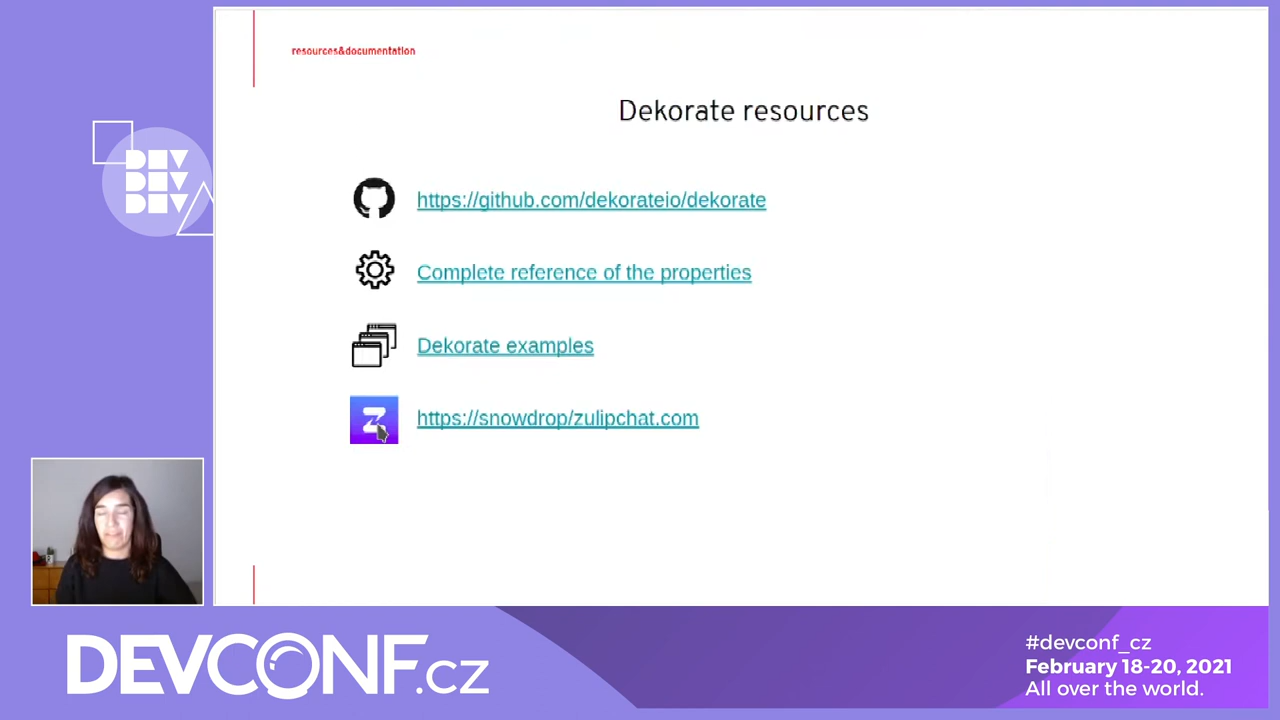 resources&documentation
Dekorate resources
https://github.com/dekorateio/dekorate
Complete reference of the properties
Dekorate examples
Z
https://snowdrop/zulipchat.com
DEV
DEV
DEV
DEVCONF.cz
#devconf_cz
February 18-20, 2021
All over the world.